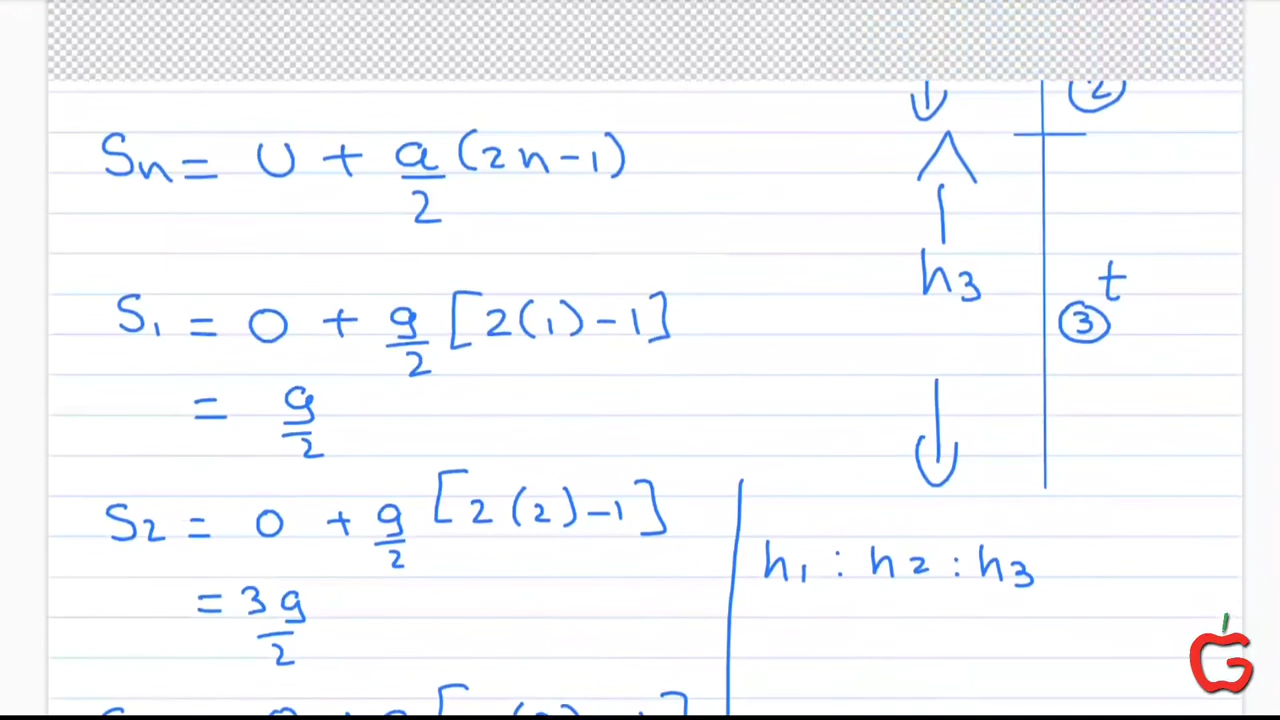 Sn = U + a/2 (2n-1)
S1 = 0 + g/2 [2(1)-1]
= g/2
S2 = 0 + g/2 [2(2)-1]
= 3g/2
2
h3
t
3
h1 : h2 : h3
G